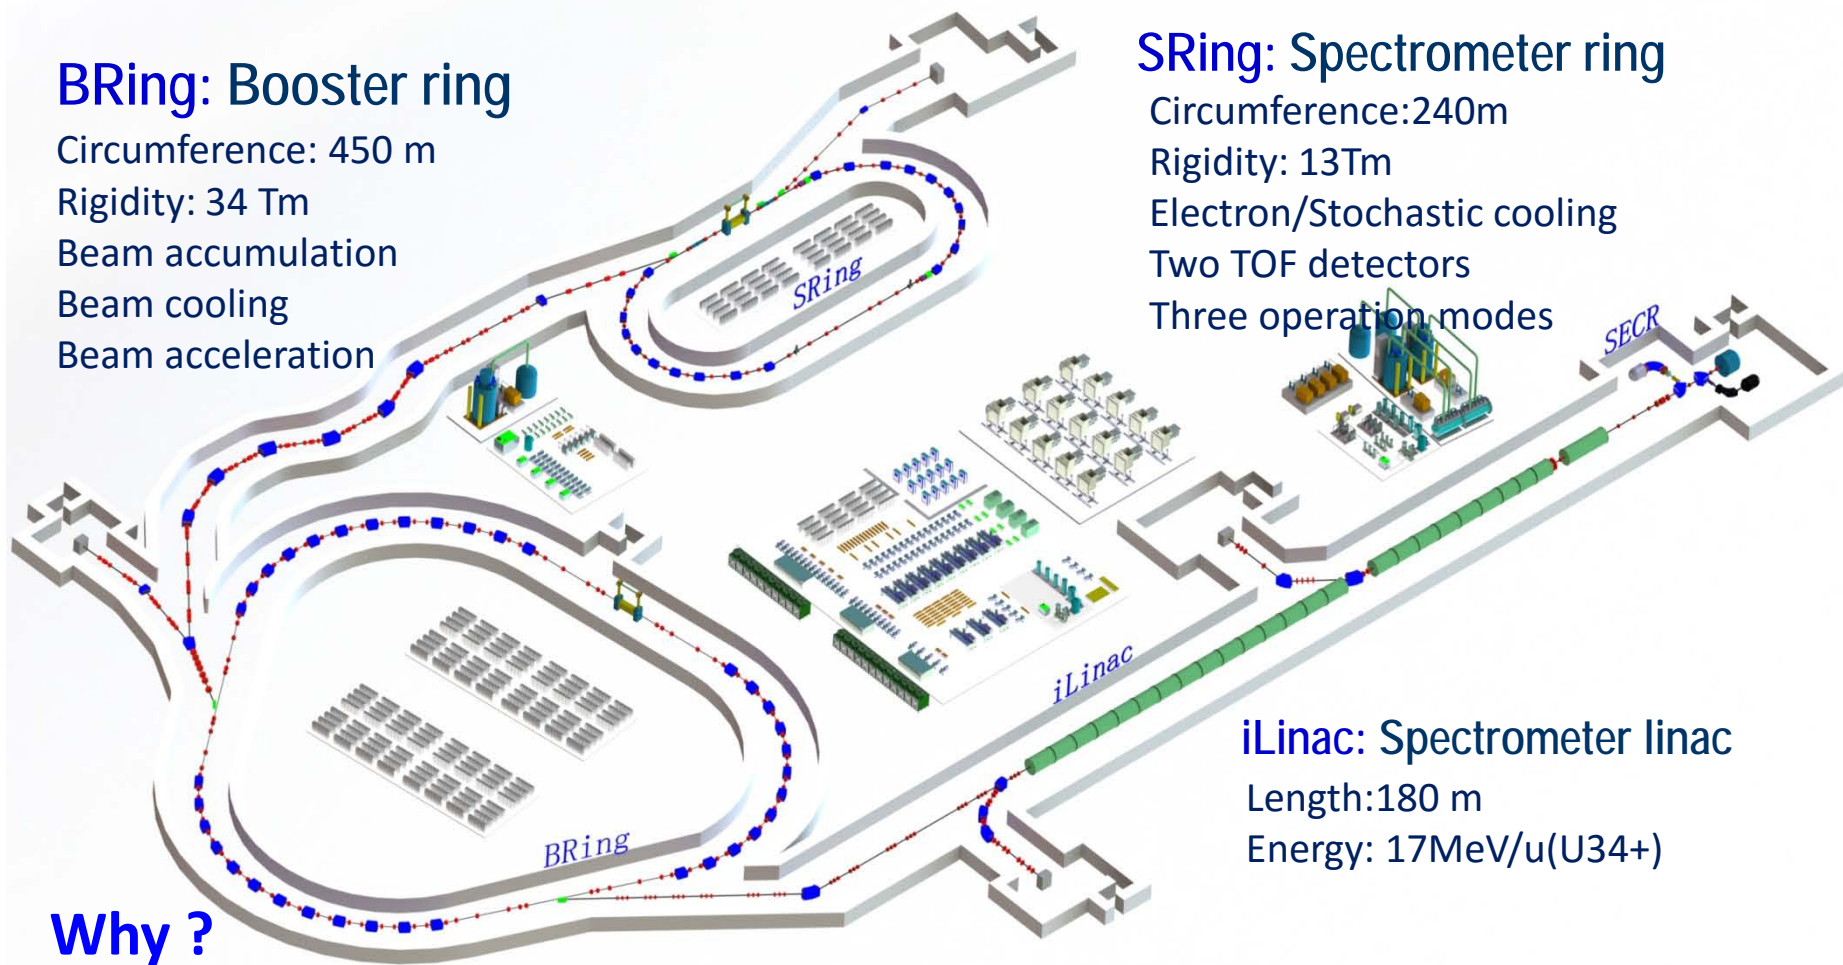 BRing: Booster ring
Circumference: 450 m
Rigidity: 34 Tm
Beam accumulation
Beam cooling
Beam acceleration
SRing: Spectrometer ring
Circumference:240m
Rigidity: 13Tm
Electron/Stochastic cooling
Two TOF detectors
Three operation modes
SRing
SECR
iLinac
BRing
iLinac: Spectrometer linac
Length:180 m
Energy: 17MeV/u(U34+)
Why ?